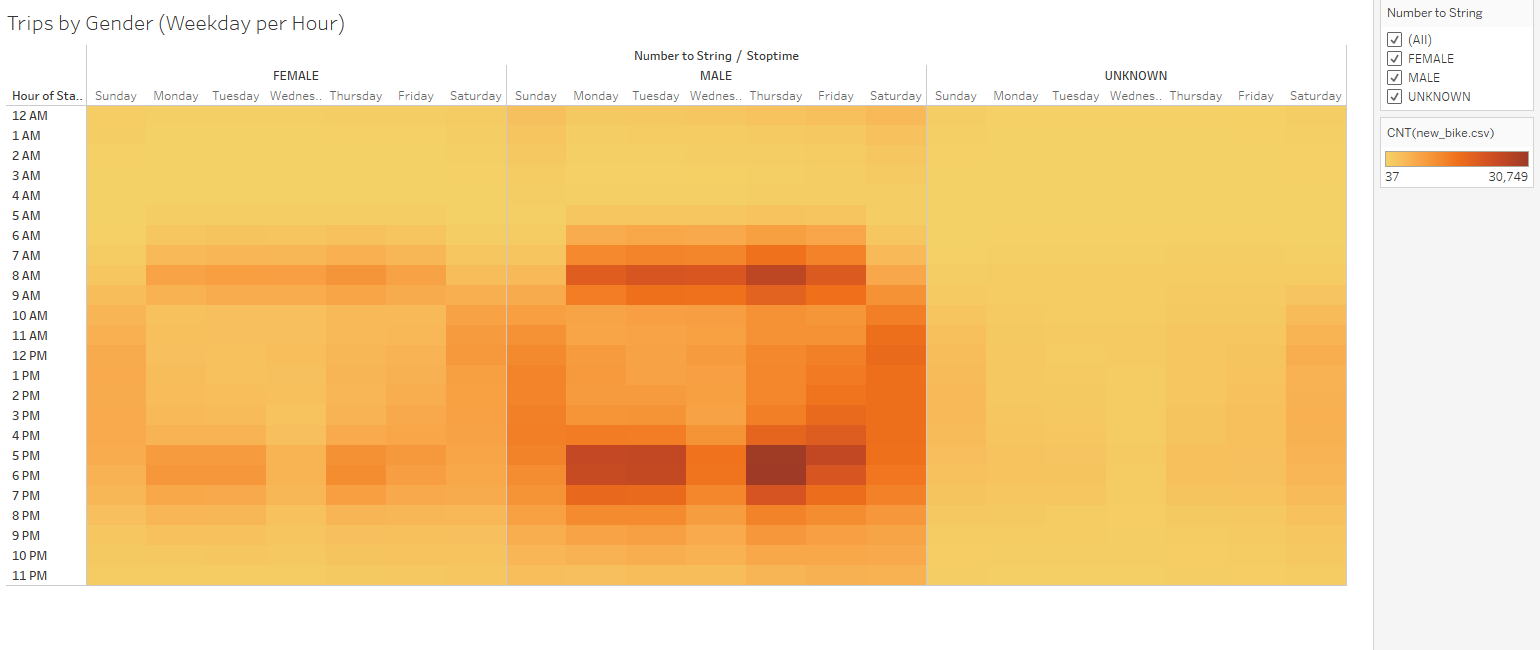 Trips by Gender (Weekday per Hour)
Number to String / Stoptime
FEMALE MALE UNKNOWN
Hour of Sta.. Sunday Monday Tuesday Wednes.. Thursday Friday Saturday Sunday Monday Tuesday Wednes.. Thursday Friday Saturday Sunday Monday Tuesday Wednes.. Thursday Friday Saturday
12 AM
1 AM
2 AM
3 AM
4 AM
5 AM
6 AM
7 AM
8 AM
9 AM
10 AM
11 AM
12 PM
1 PM
2 PM
3 PM
4 PM
5 PM
6 PM
7 PM
8 PM
9 PM
10 PM
11 PM
Number to String
(All)
FEMALE
MALE
UNKNOWN
CNT(new_bike.csv)
37 30,749